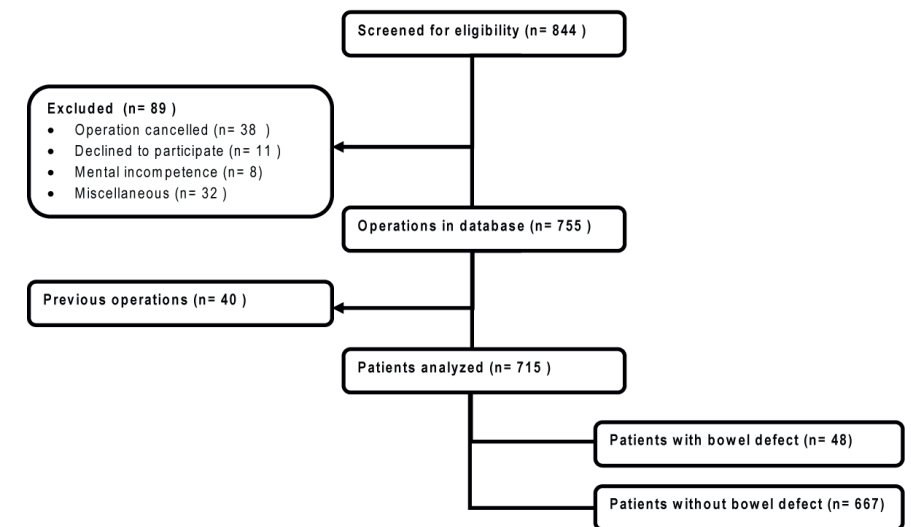 Screened for eligibility (n= 844 )
Excluded (n= 89 )
• Operation cancelled (n= 38 )
• Declined to participate (n= 11 )
• Mental incompetence (n= 8)
• Miscellaneous (n= 32 )
Operations in database (n= 755 )
Previous operations (n= 40 )
Patients analyzed (n= 715 )
Patients with bowel defect (n= 48)
Patients without bowel defect (n= 667)